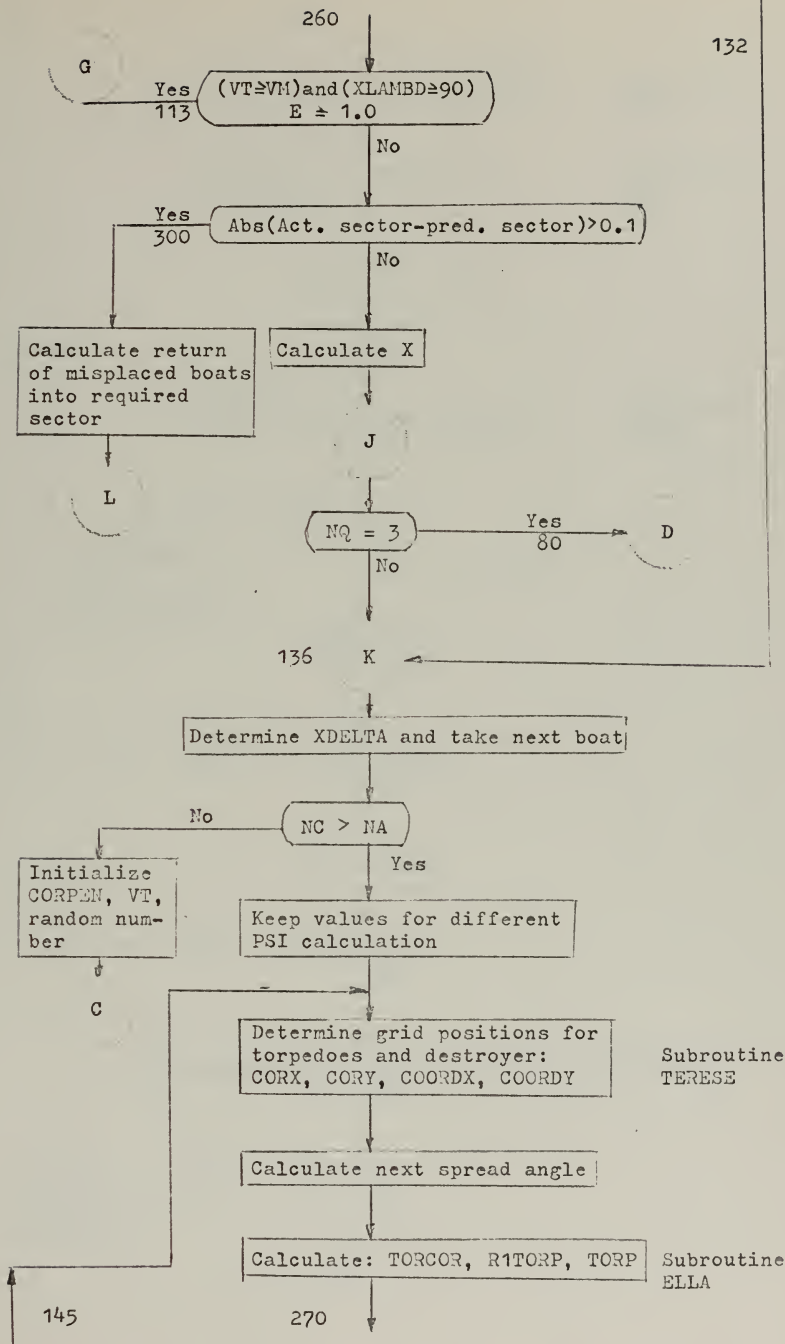 260
132
G
Yes
113
(VT≥VM)and(XLAMBD≥90)
E ≐ 1.0
No
Yes
300
Abs(Act. sector-pred. sector)>0.1
No
Calculate return
of misplaced boats
into required
sector
Calculate X
J
L
NQ = 3
Yes
80
D
No
136
K
Determine XDELTA and take next boat
No
NC > NA
Yes
Initialize
CORPEN, VT,
random num-
ber
Keep values for different
PSI calculation
C
Determine grid positions for
torpedoes and destroyer:
CORX, CORY, COORDX, COORDY
Subroutine
TERESE
Calculate next spread angle
Calculate: TORCOR, R1TORP, TORP
Subroutine
ELLA
145
270